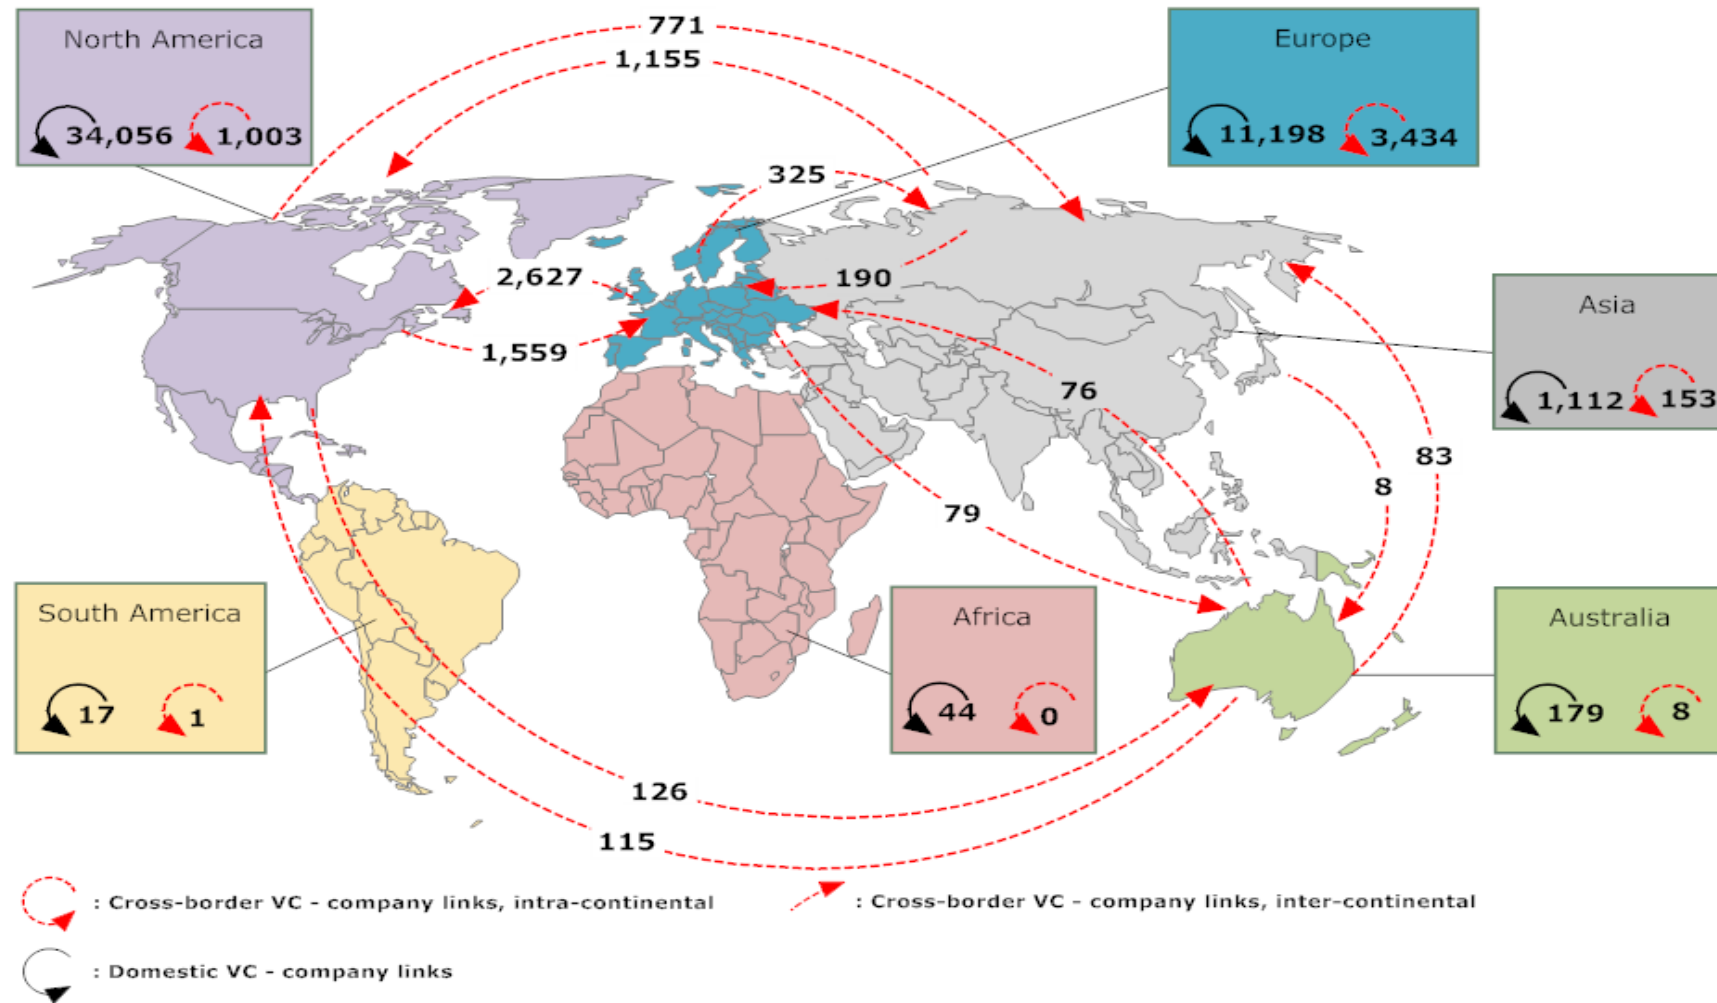 North America
34,056 1,003
771
1,155
Europe
11,198 3,434
325
2,627
190
1,559
Asia
1,112 153
76
83
8
79
South America
17 1
Africa
44 0
Australia
179 8
126
115
: Cross-border VC - company links, intra-continental
: Cross-border VC - company links, inter-continental
: Domestic VC - company links